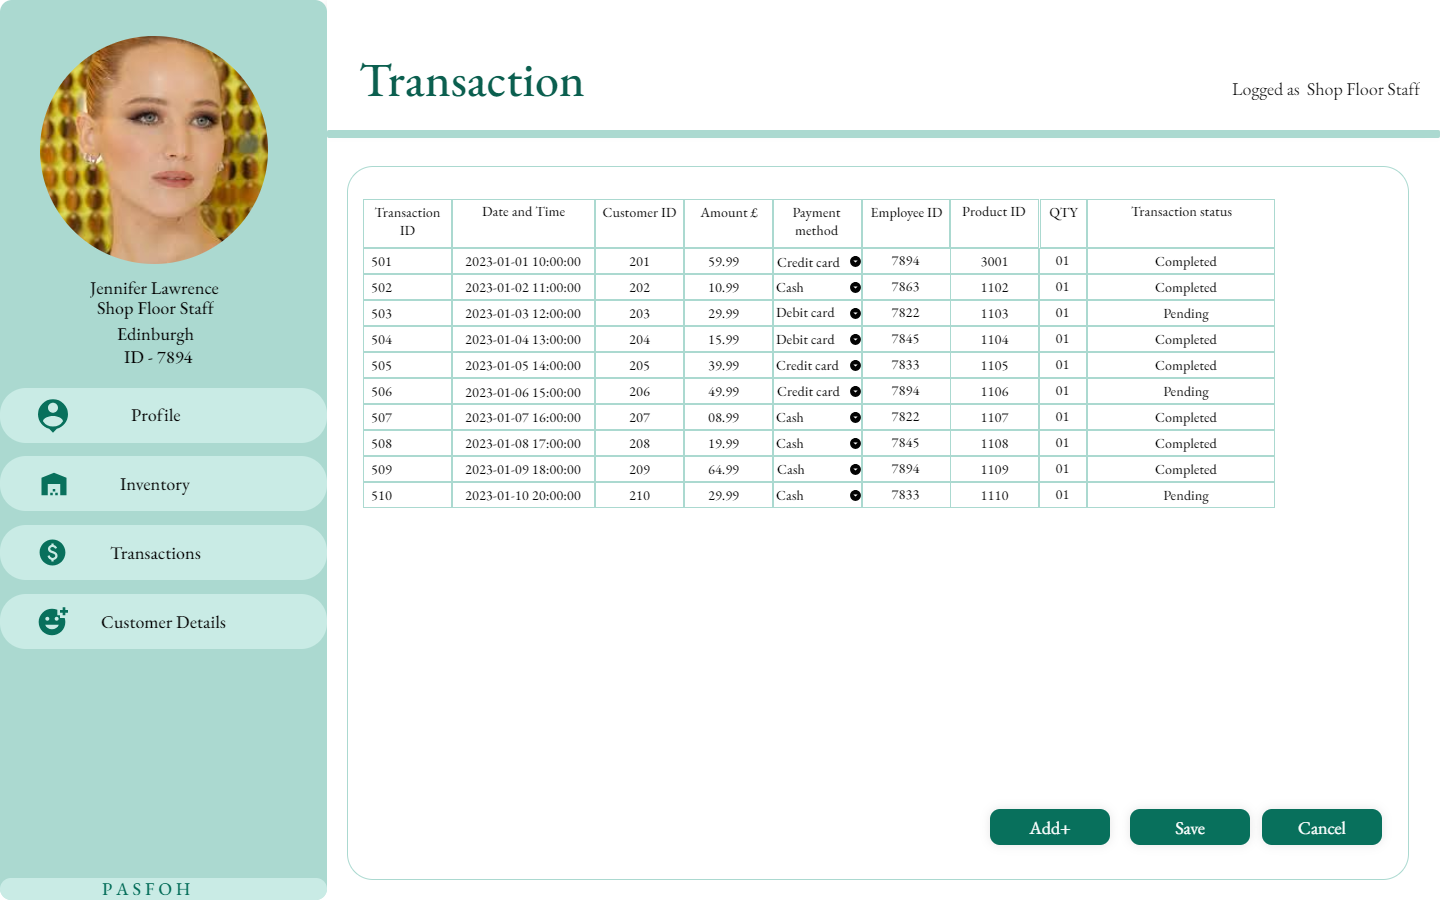 Transaction
Logged as Shop Floor Staff
Jennifer Lawrence
Shop Floor Staff
Edinburgh
ID - 7894
Profile
Inventory
Transactions
Customer Details
PASFOH
Transaction ID Date and Time Customer ID Amount £ Payment method Employee ID Product ID QTY Transaction status
501 2023-01-01 10:00:00 201 59.99 Credit card 7894 3001 01 Completed
502 2023-01-02 11:00:00 202 10.99 Cash 7863 1102 01 Completed
503 2023-01-03 12:00:00 203 29.99 Debit card 7822 1103 01 Pending
504 2023-01-04 13:00:00 204 15.99 Debit card 7845 1104 01 Completed
505 2023-01-05 14:00:00 205 39.99 Credit card 7833 1105 01 Completed
506 2023-01-06 15:00:00 206 49.99 Credit card 7894 1106 01 Pending
507 2023-01-07 16:00:00 207 08.99 Cash 7822 1107 01 Completed
508 2023-01-08 17:00:00 208 19.99 Cash 7845 1108 01 Completed
509 2023-01-09 18:00:00 209 64.99 Cash 7894 1109 01 Completed
510 2023-01-10 20:00:00 210 29.99 Cash 7833 1110 01 Pending
Add+ Save Cancel